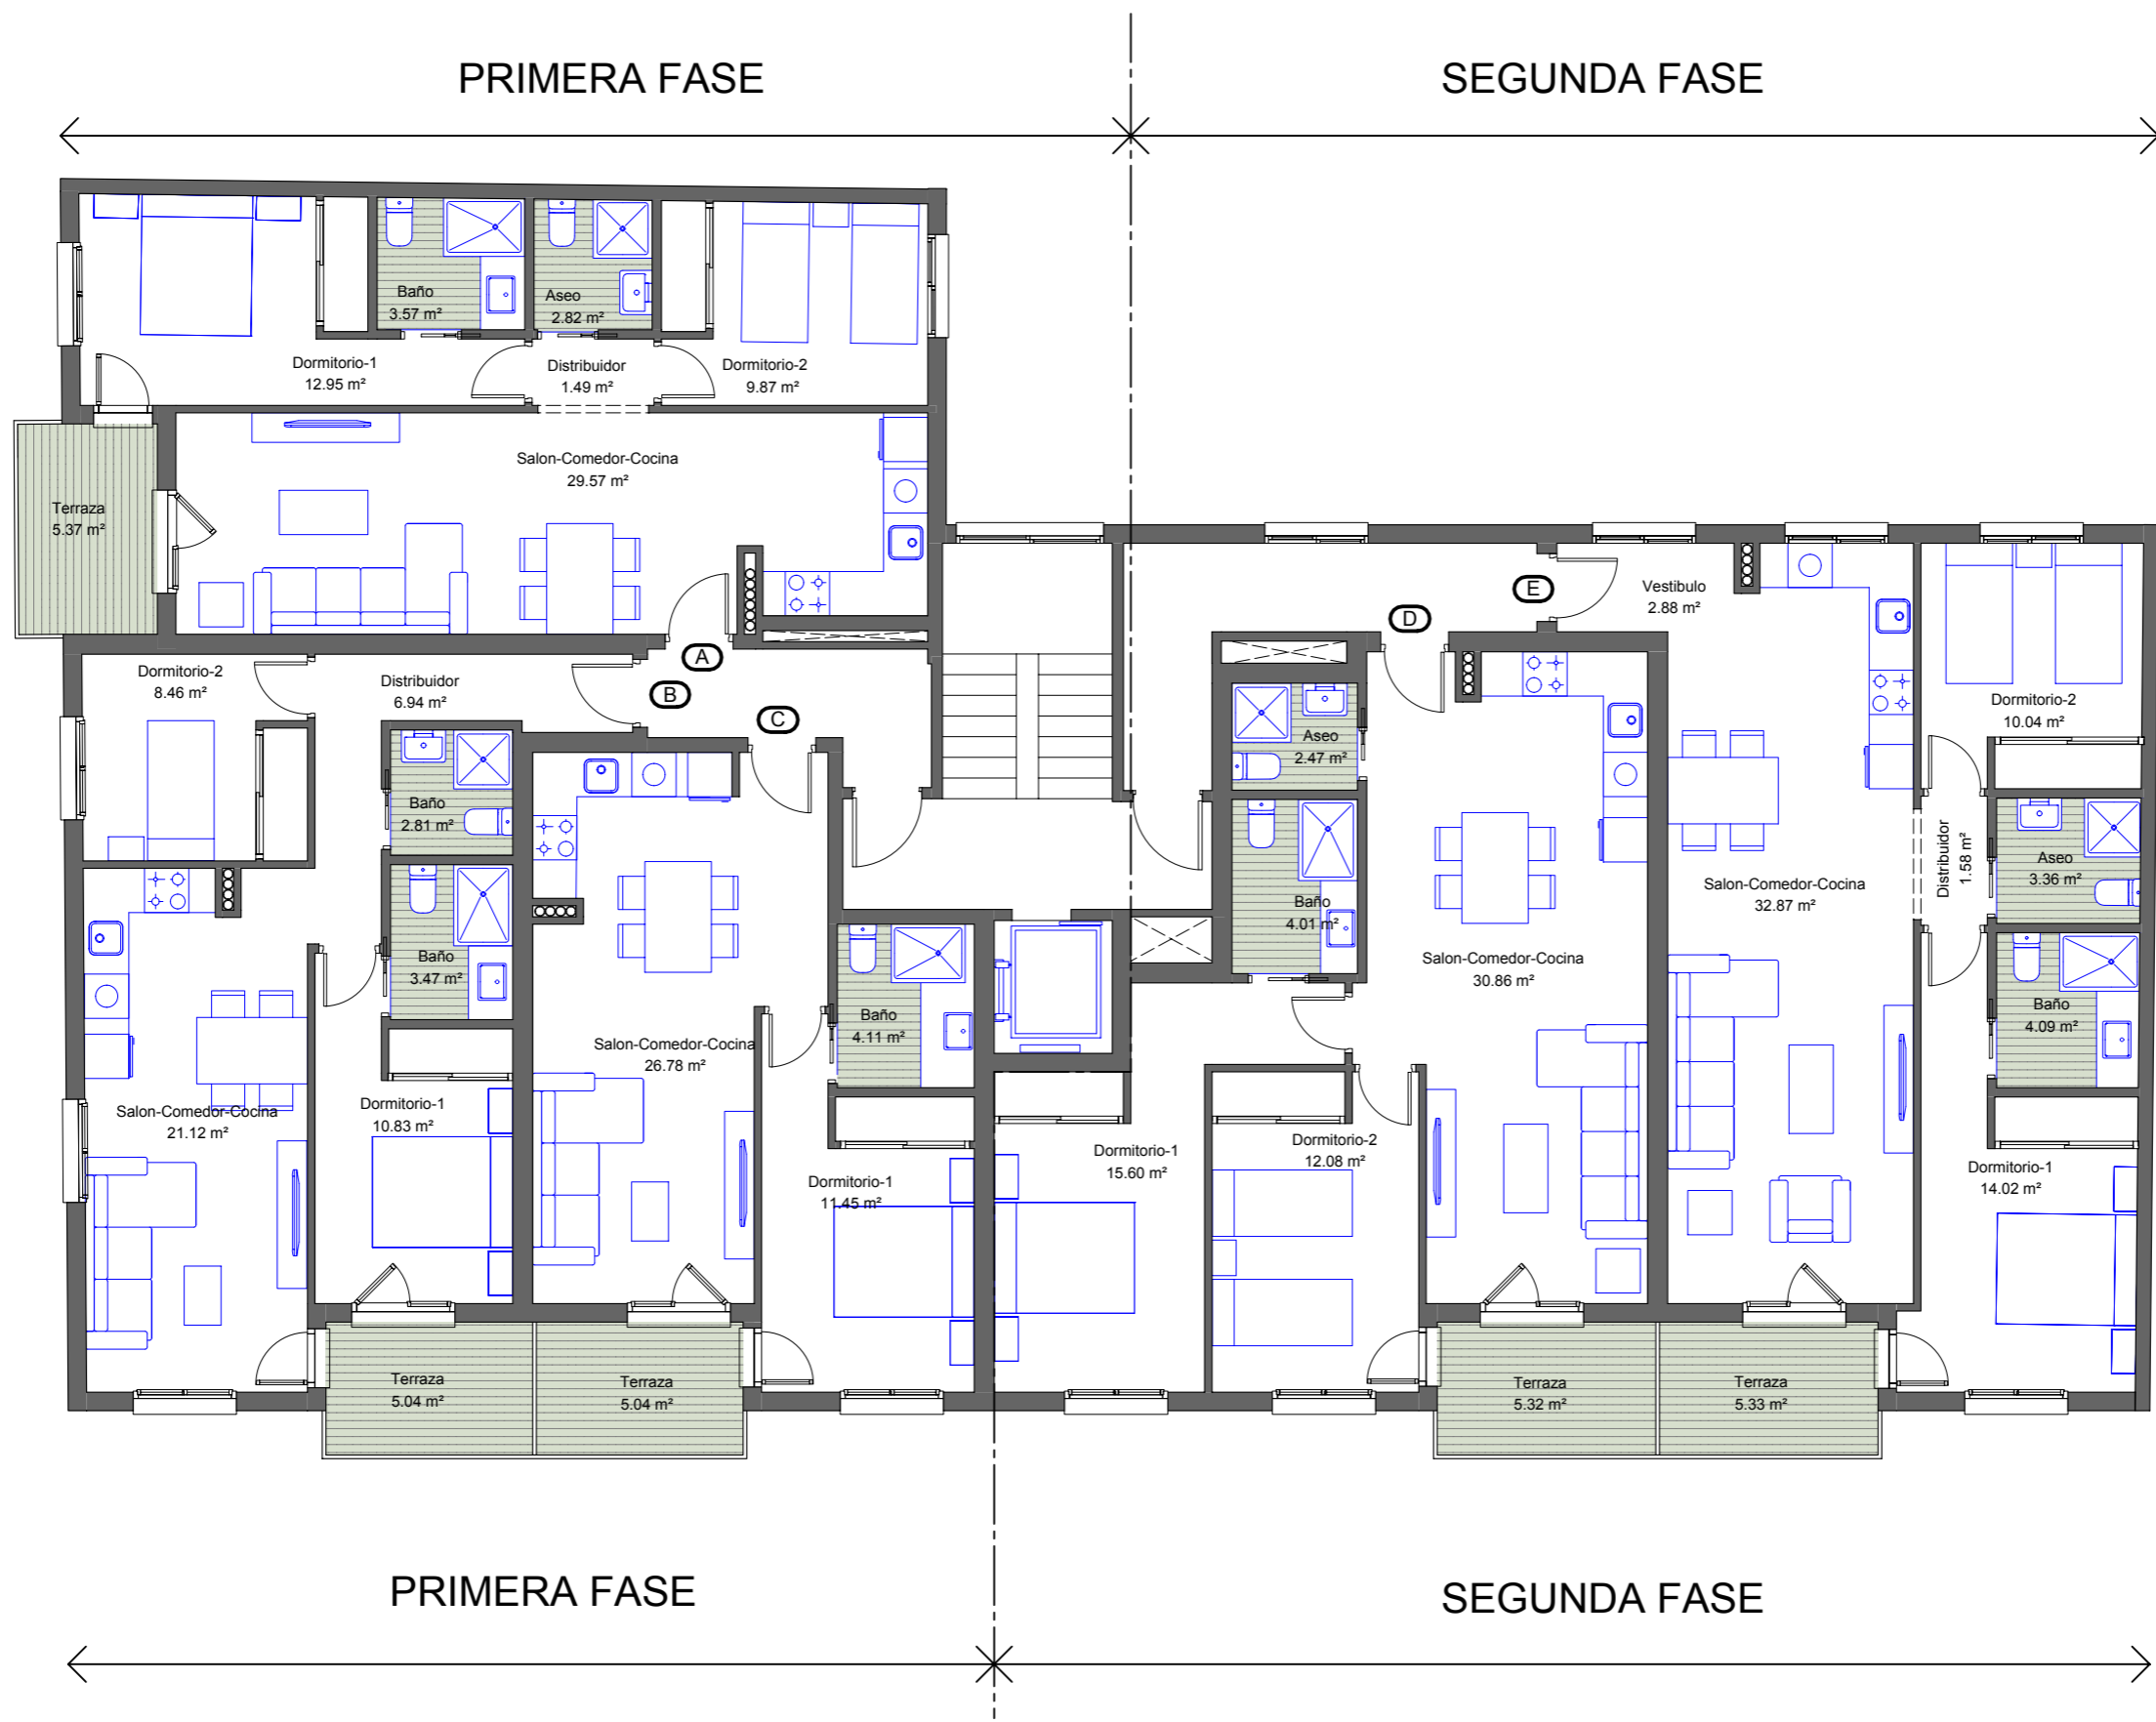 PRIMERA FASE
SEGUNDA FASE
Baño
3.57 m²
Aseo
2.82 m²
Dormitorio-1
12.95 m²
Distribuidor
1.49 m²
Dormitorio-2
9.87 m²
Salon-Comedor-Cocina
29.57 m²
Terraza
5.37 m²
A
B
C
D
E
Vestibulo
2.88 m²
Dormitorio-2
8.46 m²
Distribuidor
6.94 m²
Baño
2.81 m²
Baño
3.47 m²
Salon-Comedor-Cocina
21.12 m²
Dormitorio-1
10.83 m²
Terraza
5.04 m²
Salon-Comedor-Cocina
26.78 m²
Baño
4.11 m²
Dormitorio-1
11.45 m²
Terraza
5.04 m²
Aseo
2.47 m²
Baño
4.01 m²
Salon-Comedor-Cocina
30.86 m²
Dormitorio-1
15.60 m²
Dormitorio-2
12.08 m²
Terraza
5.32 m²
Dormitorio-2
10.04 m²
Salon-Comedor-Cocina
32.87 m²
Distribuidor
1.58 m²
Aseo
3.36 m²
Baño
4.09 m²
Dormitorio-1
14.02 m²
Terraza
5.33 m²
PRIMERA FASE
SEGUNDA FASE